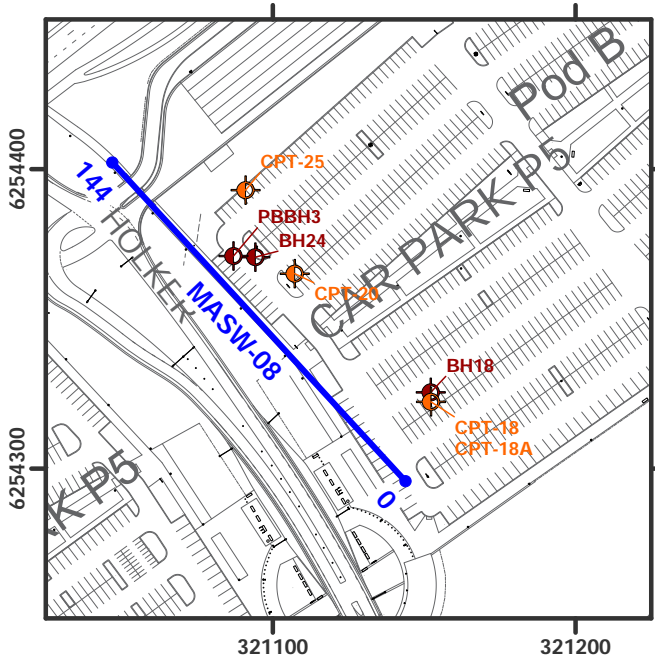 Pod B
CAR PARK P5
CPT-25
6254400
144
PBBH3
HOLKER
BH24
CPT-20
MASW-08
BH18
CPT-18
CPT-18A
6254300
0
RK P5
321100
321200